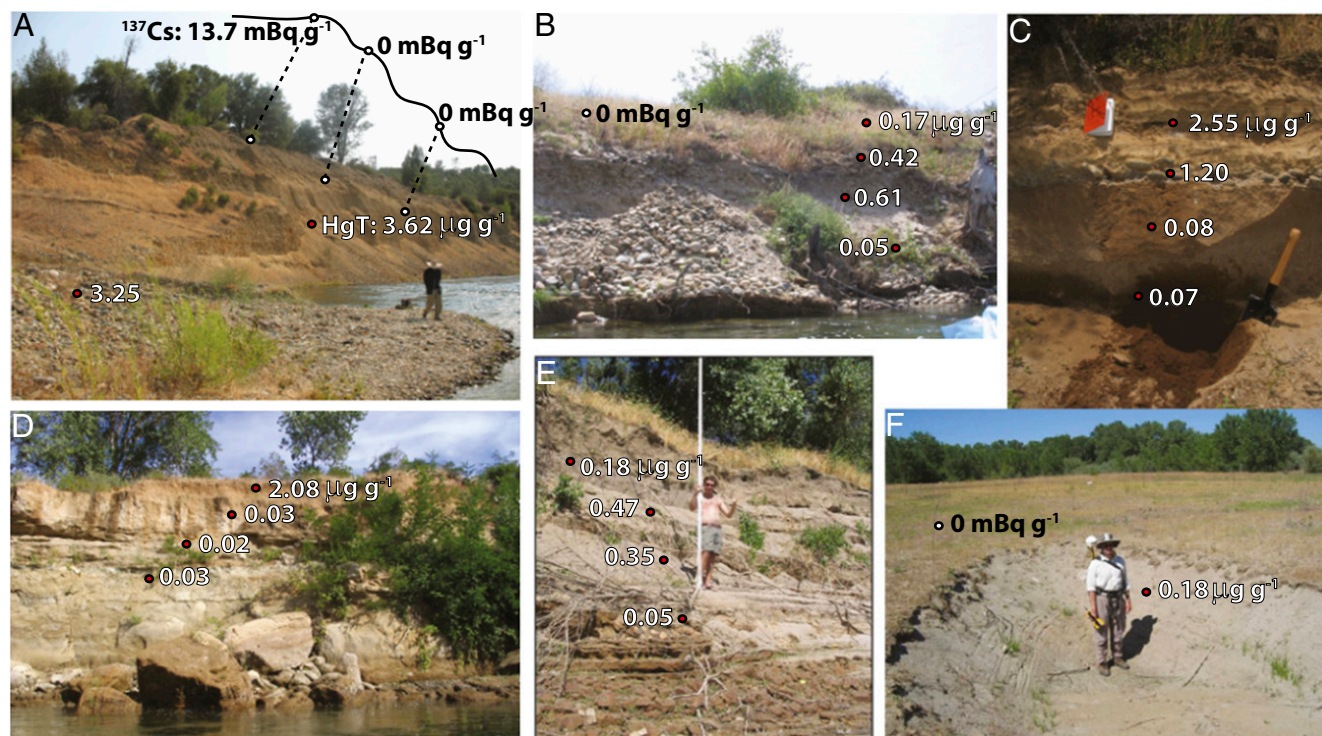 A
¹³⁷Cs: 13.7 mBq g⁻¹
0 mBq g⁻¹
0 mBq g⁻¹
HgT: 3.62 µg g⁻¹
3.25
B
0 mBq g⁻¹
0.17 µg g⁻¹
0.42
0.61
0.05
C
2.55 µg g⁻¹
1.20
0.08
0.07
D
2.08 µg g⁻¹
0.03
0.02
0.03
E
0.18 µg g⁻¹
0.47
0.35
0.05
F
0 mBq g⁻¹
0.18 µg g⁻¹